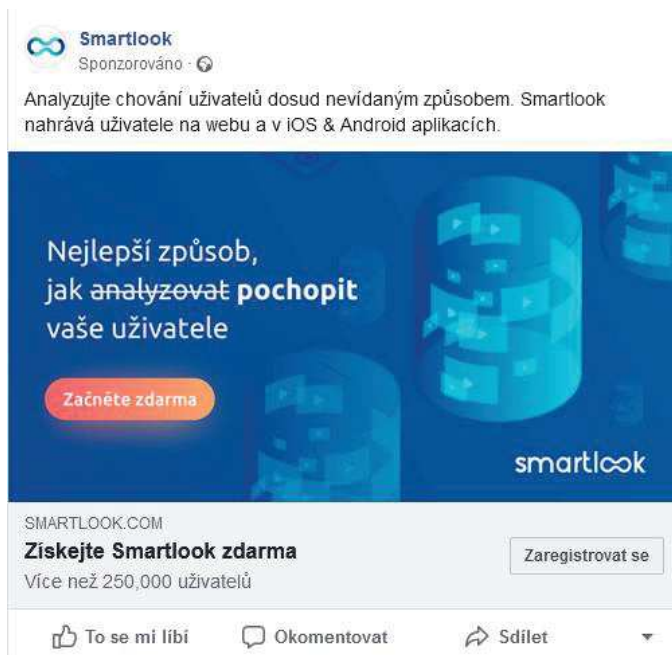 Smartlook
Sponzorováno ·
Analyzujte chování uživatelů dosud nevídaným způsobem. Smartlook
nahrává uživatele na webu a v iOS & Android aplikacích.
Nejlepší způsob,
jak analyzovat pochopit
vaše uživatele
Začněte zdarma
smartlook
SMARTLOOK.COM
Získejte Smartlook zdarma
Více než 250,000 uživatelů
Zaregistrovat se
To se mi líbí
Okomentovat
Sdílet